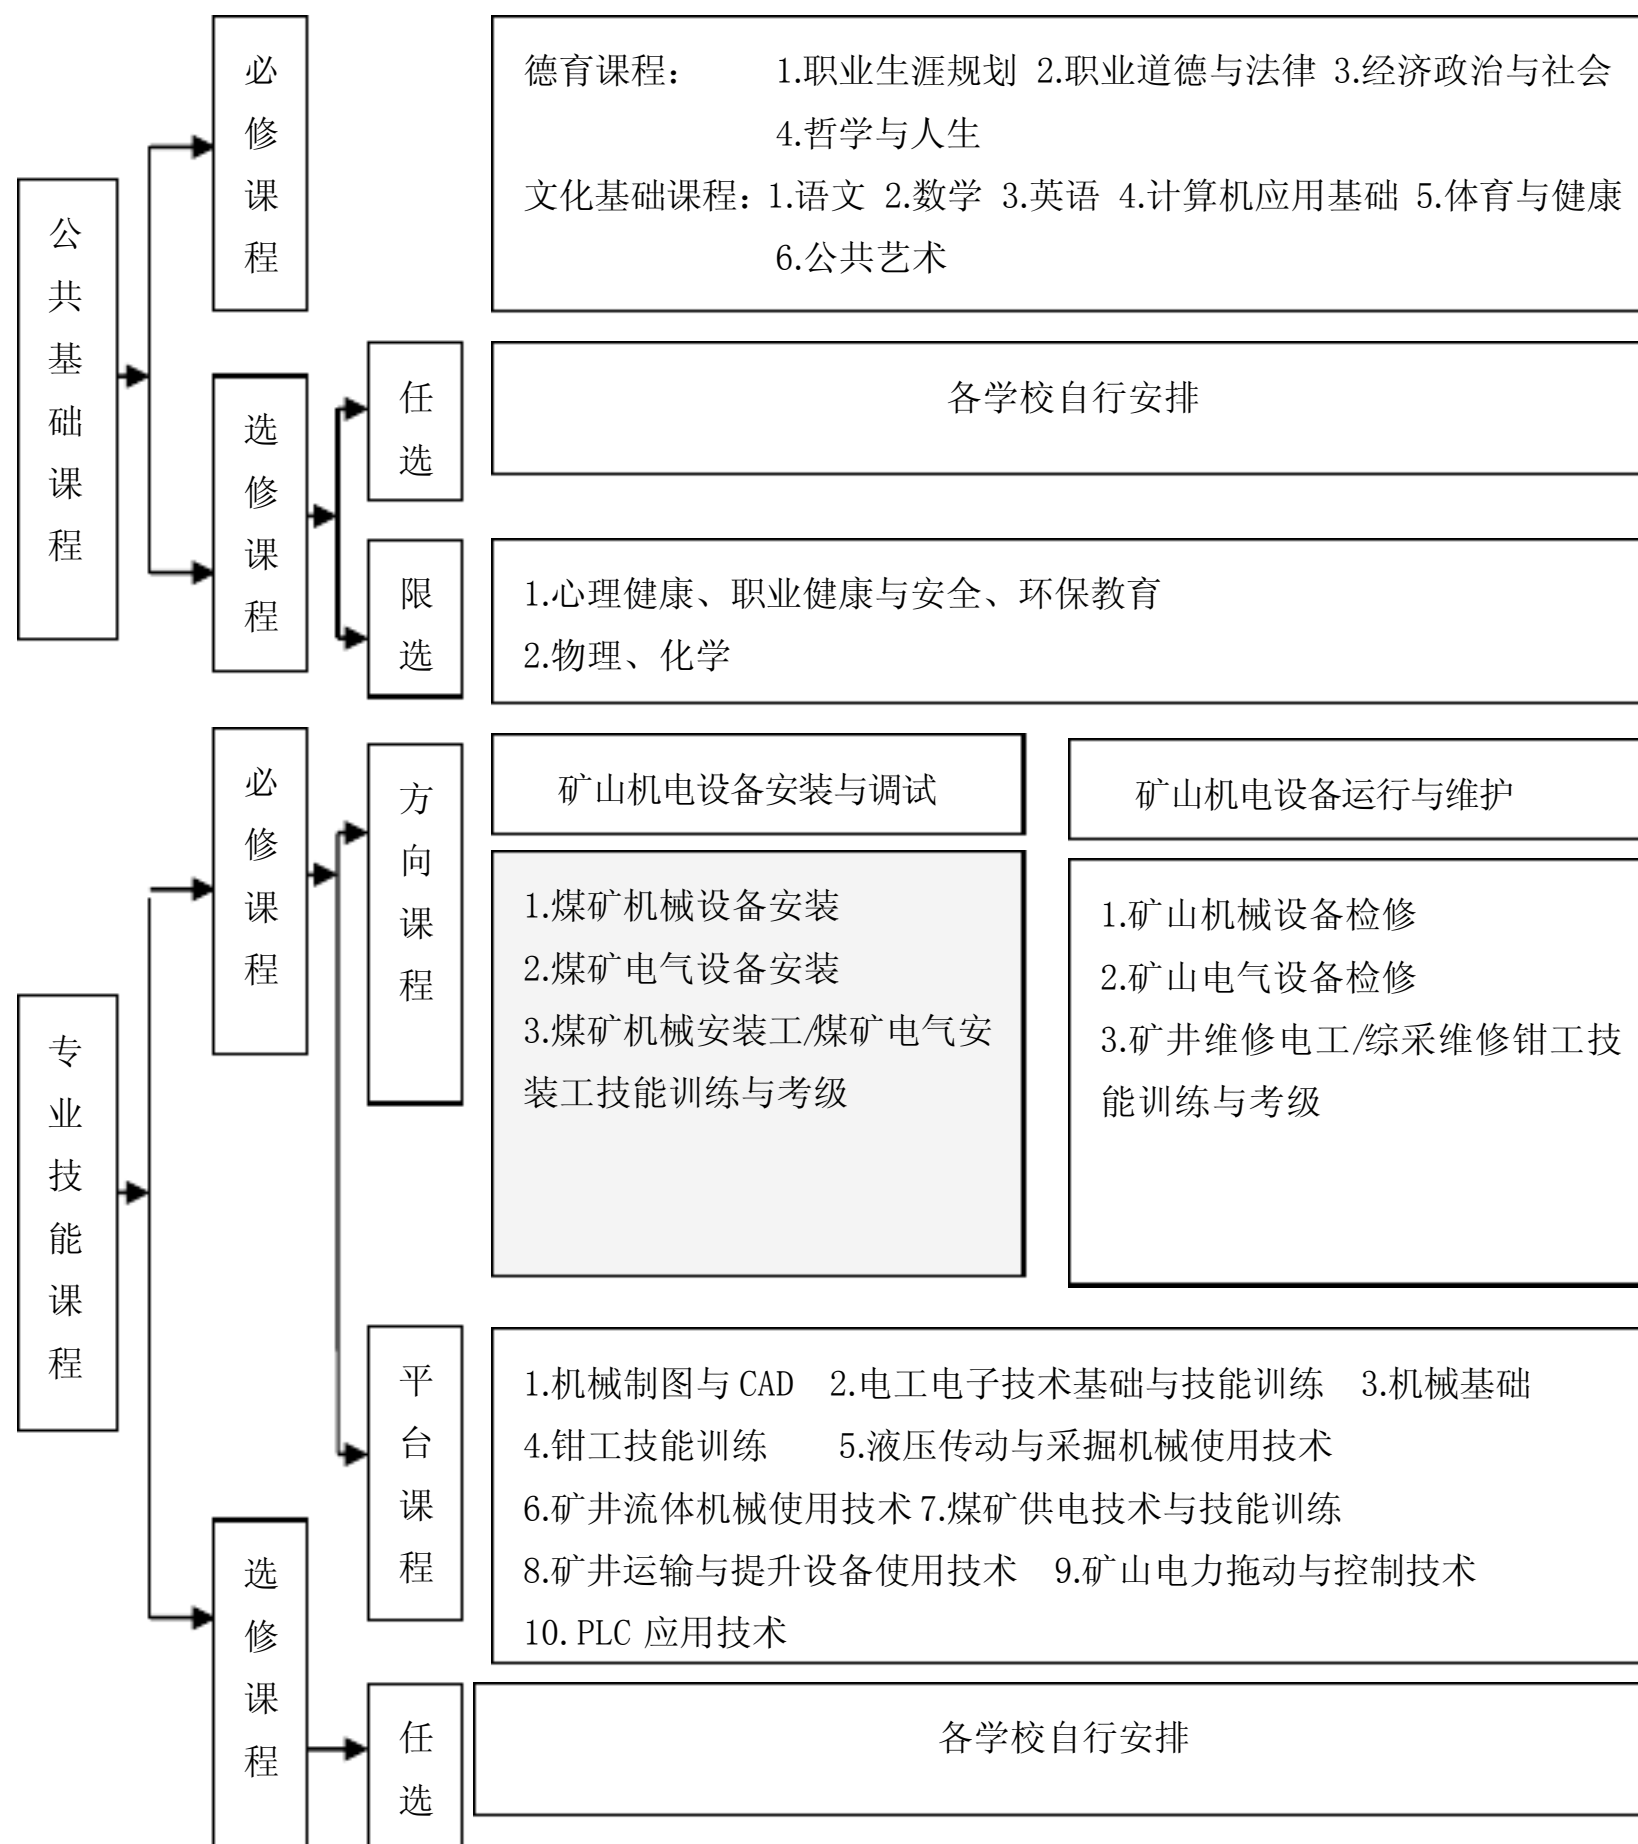 公共基础课程
必修课程
德育课程： 1.职业生涯规划 2.职业道德与法律 3.经济政治与社会
4.哲学与人生
文化基础课程：1.语文 2.数学 3.英语 4.计算机应用基础 5.体育与健康
6.公共艺术
选修课程
任选
各学校自行安排
限选
1.心理健康、职业健康与安全、环保教育
2.物理、化学
专业技能课程
必修课程
方向课程
矿山机电设备安装与调试
1.煤矿机械设备安装
2.煤矿电气设备安装
3.煤矿机械安装工/煤矿电气安
装工技能训练与考级
矿山机电设备运行与维护
1.矿山机械设备检修
2.矿山电气设备检修
3.矿井维修电工/综采维修钳工技
能训练与考级
平台课程
1.机械制图与 CAD 2.电工电子技术基础与技能训练 3.机械基础
4.钳工技能训练 5.液压传动与采掘机械使用技术
6.矿井流体机械使用技术 7.煤矿供电技术与技能训练
8.矿井运输与提升设备使用技术 9.矿山电力拖动与控制技术
10.PLC 应用技术
选修课程
任选
各学校自行安排